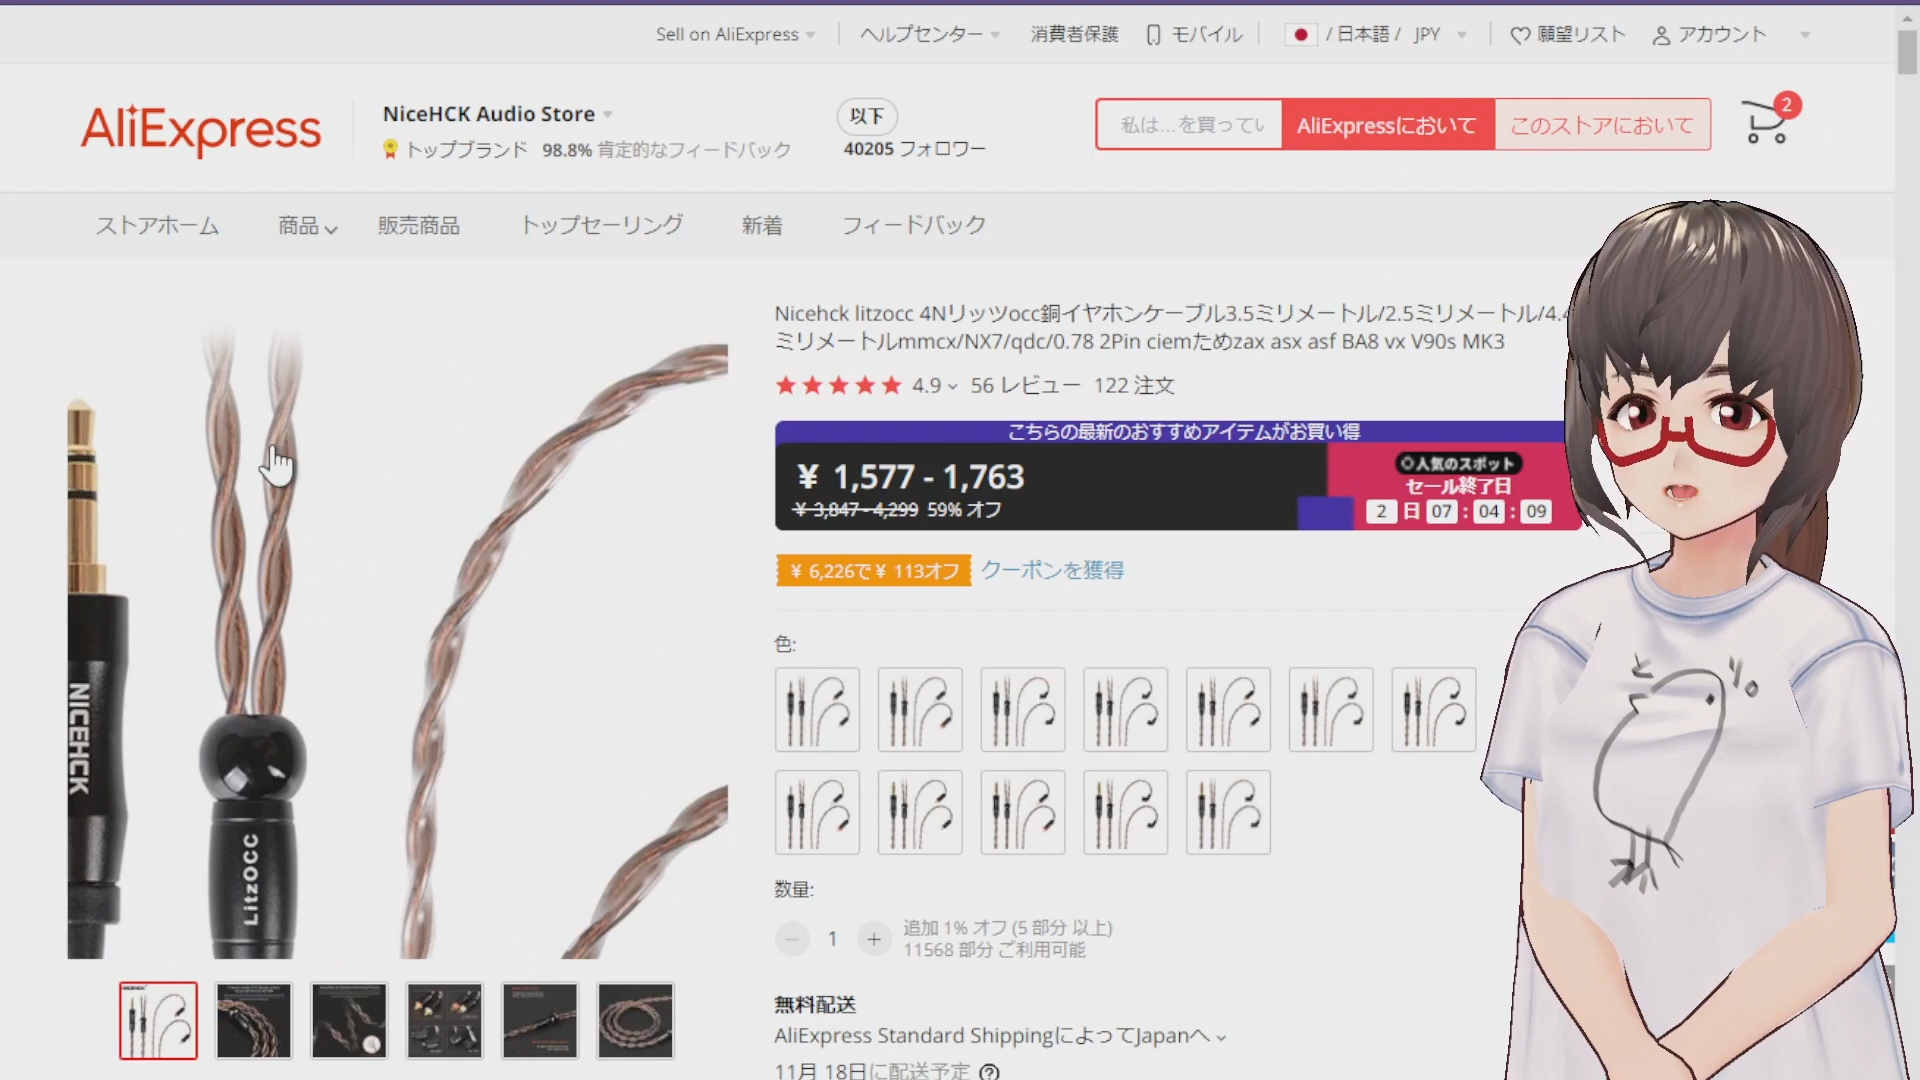 Sell on AliExpress
ヘルプセンター
消費者保護
モバイル
/ 日本語 / JPY
願望リスト
アカウント
AliExpress
NiceHCK Audio Store
トップブランド 98.8% 肯定的なフィードバック
以下
40205 フォロワー
私は...を買ってい
AliExpressにおいて
このストアにおいて
2
ストアホーム
商品
販売商品
トップセーリング
新着
フィードバック
Nicehck litzocc 4Nリッツocc銅イヤホンケーブル3.5ミリメートル/2.5ミリメートル/4.4
ミリメートルmmcx/NX7/qdc/0.78 2Pin ciemためzax asx asf BA8 vx V90s MK3
4.9 56 レビュー 122 注文
こちらの最新のおすすめアイテムがお買い得
¥ 1,577 - 1,763
¥ 3,847 - 4,299 59% オフ
人気のスポット
セール終了日
2 日 07 : 04 : 09
¥ 6,226で¥ 113オフ クーポンを獲得
色:
NICEHCK
LitzOCC
とり
数量:
1
追加 1% オフ (5 部分 以上)
11568 部分 ご利用可能
無料配送
AliExpress Standard ShippingによってJapanへ
11月 18日に配送予定